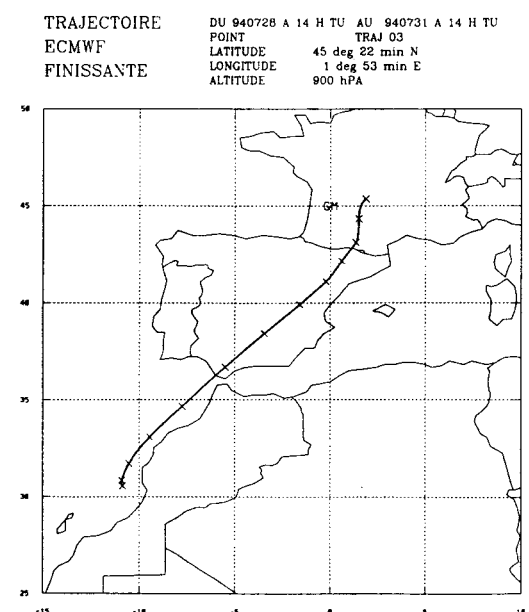 TRAJECTOIRE
ECMWF
FINISSANTE
DU 940728 A 14 H TU AU 940731 A 14 H TU
POINT TRAJ 03
LATITUDE 45 deg 22 min N
LONGITUDE 1 deg 53 min E
ALTITUDE 900 hPA
50
45
GM
40
35
30
25